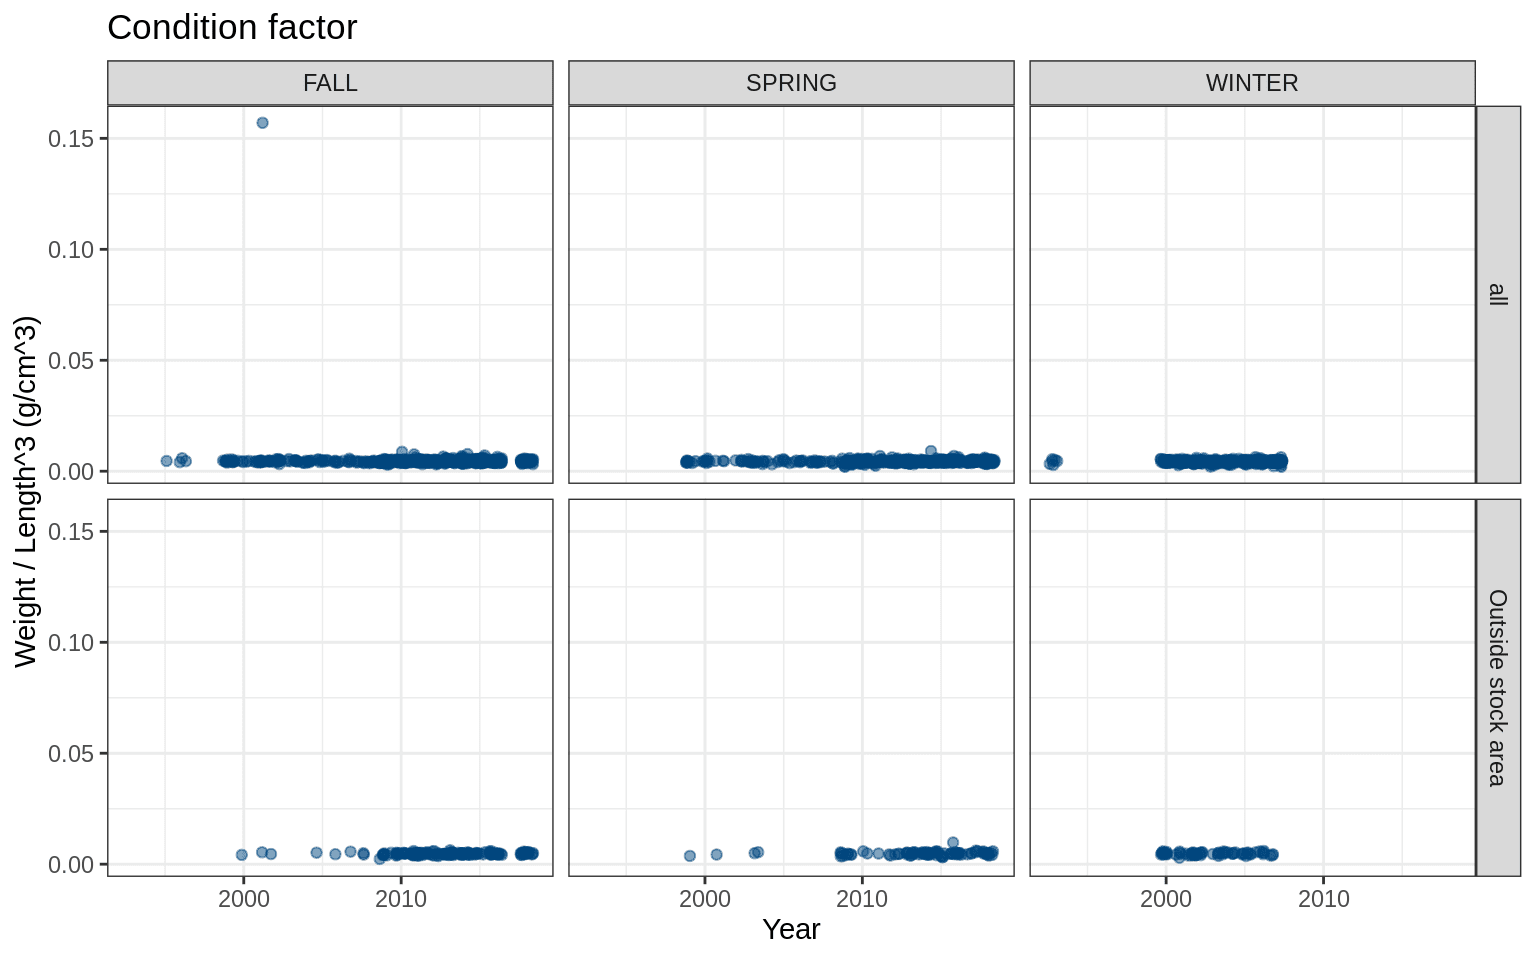 Condition factor
FALL
SPRING
WINTER
0.15
0.10
0.05
0.00
all
0.15
0.10
0.05
0.00
Outside stock area
Weight / Length^3 (g/cm^3)
2000
2010
2000
2010
2000
2010
Year